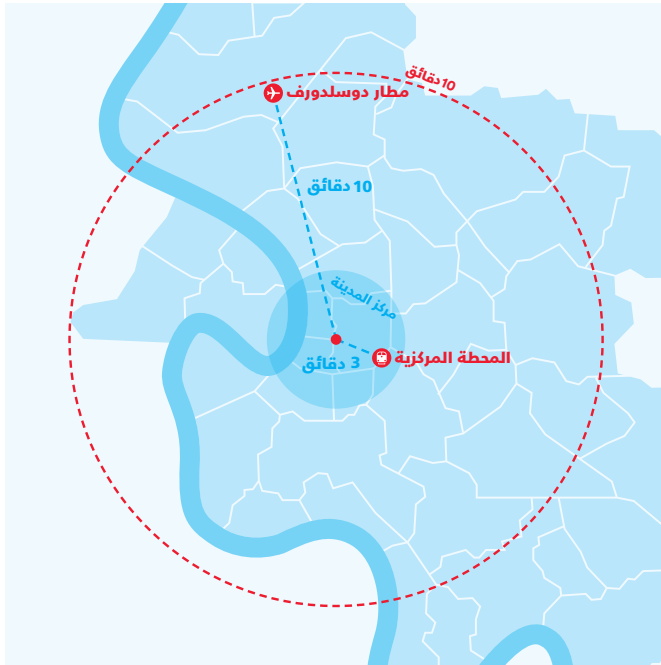 10 دقائق
مطار دوسلدورف
10 دقائق
مركز المدينة
المحطة المركزية
3 دقائق